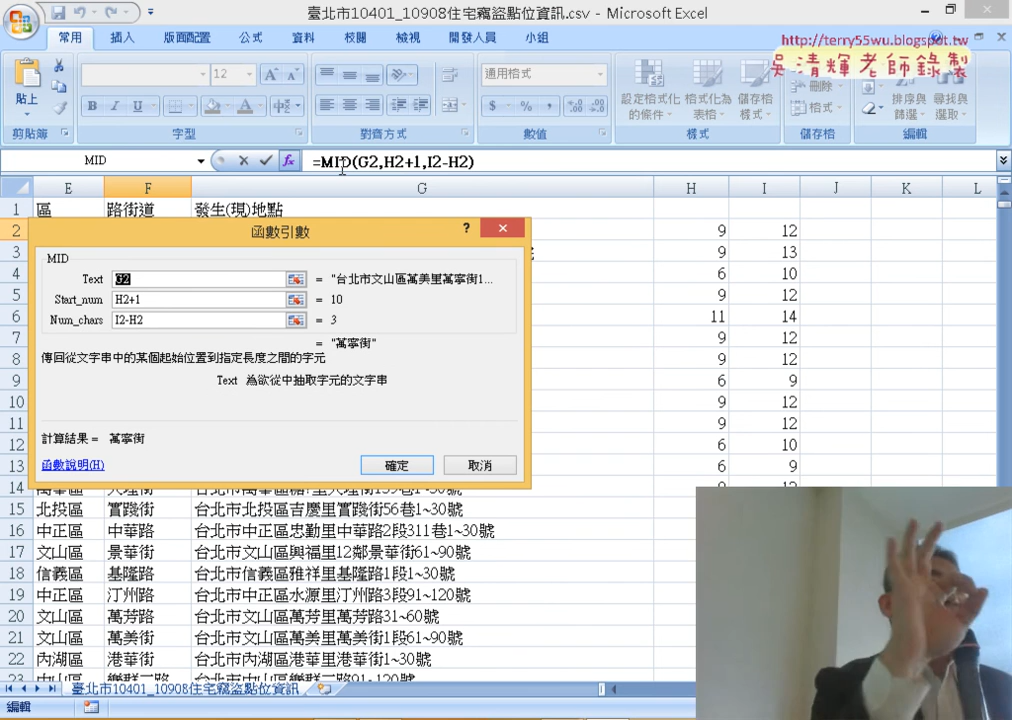 臺北市10401_10908住宅竊盜點位資訊.csv - Microsoft Excel
常用 插入 版面配置 公式 資料 校閱 檢視 開發人員 小組
http://terry55wu.blogspot.tw
吳清輝老師錄製
貼上
12
通用格式
設定格式化的條件 格式化為表格 儲存格樣式
刪除
格式
排序與篩選 尋找與選取
剪貼簿 字型 對齊方式 數值 樣式 儲存格 編輯
MID =MID(G2,H2+1,I2-H2)
E F G H I J K L
1 區 路街道 發生(現)地點
2 9 12
3 9 13
4 6 10
5 9 12
6 11 14
7 9 12
8 9 12
9 6 9
10 9 12
11 9 12
12 6 10
13 6 9
函數引數
MID
Text G2 = "台北市文山區萬美里萬寧街1...
Start_num H2+1 = 10
Num_chars I2-H2 = 3
= "萬寧街"
傳回從文字串中的某個起始位置到指定長度之間的字元
Text 為欲從中抽取字元的文字串
計算結果 = 萬寧街
函數說明(H) 確定 取消
14
15 北投區 實踐街 台北市北投區吉慶里實踐街56巷1~30號
16 中正區 中華路 台北市中正區忠勤里中華路2段311巷1~30號
17 文山區 景華街 台北市文山區興福里12鄰景華街61~90號
18 信義區 基隆路 台北市信義區雅祥里基隆路1段1~30號
19 中正區 汀州路 台北市中正區水源里汀州路3段91~120號
20 文山區 萬芳路 台北市文山區萬芳里萬芳路31~60號
21 文山區 萬美街 台北市文山區萬美里萬美街1段61~90號
22 內湖區 港華街 台北市內湖區港華里港華街1~30號
23
臺北市10401_10908住宅竊盜點位資訊
編輯